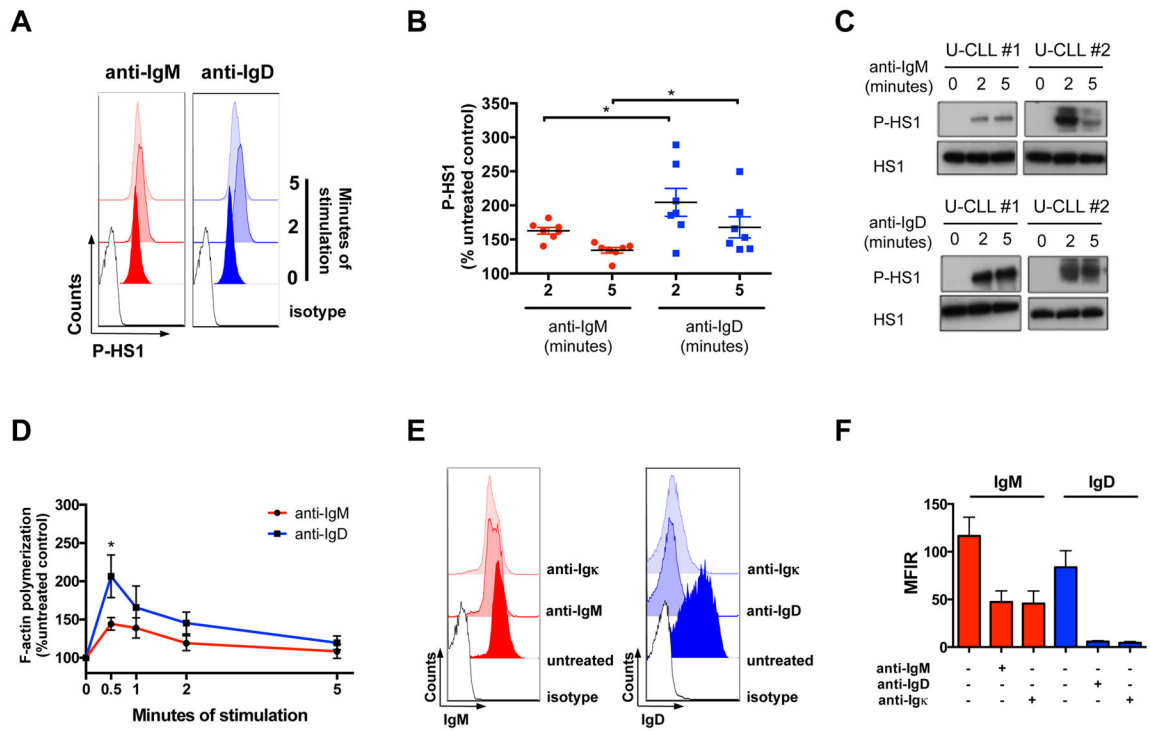 A
anti-IgM anti-IgD
5
2
0
Minutes of
stimulation
isotype
Counts
P-HS1
B
P-HS1
(% untreated control)
350
300
250
200
150
100
* *
2 5 2 5
anti-IgM anti-IgD
(minutes) (minutes)
C
U-CLL #1 U-CLL #2
anti-IgM
(minutes) 0 2 5 0 2 5
P-HS1
HS1
U-CLL #1 U-CLL #2
anti-IgD
(minutes) 0 2 5 0 2 5
P-HS1
HS1
D
F-actin polymerization
(%untreated control)
300
250
200
150
100
*
anti-IgM
anti-IgD
0 0.5 1 2 5
Minutes of stimulation
E
anti-Igκ
anti-IgM
untreated
isotype
Counts
IgM
anti-Igκ
anti-IgD
untreated
isotype
Counts
IgD
F
IgM IgD
MFIR
150
100
50
0
anti-IgM - + - - - -
anti-IgD - - - - + -
anti-Igκ - - + - - +